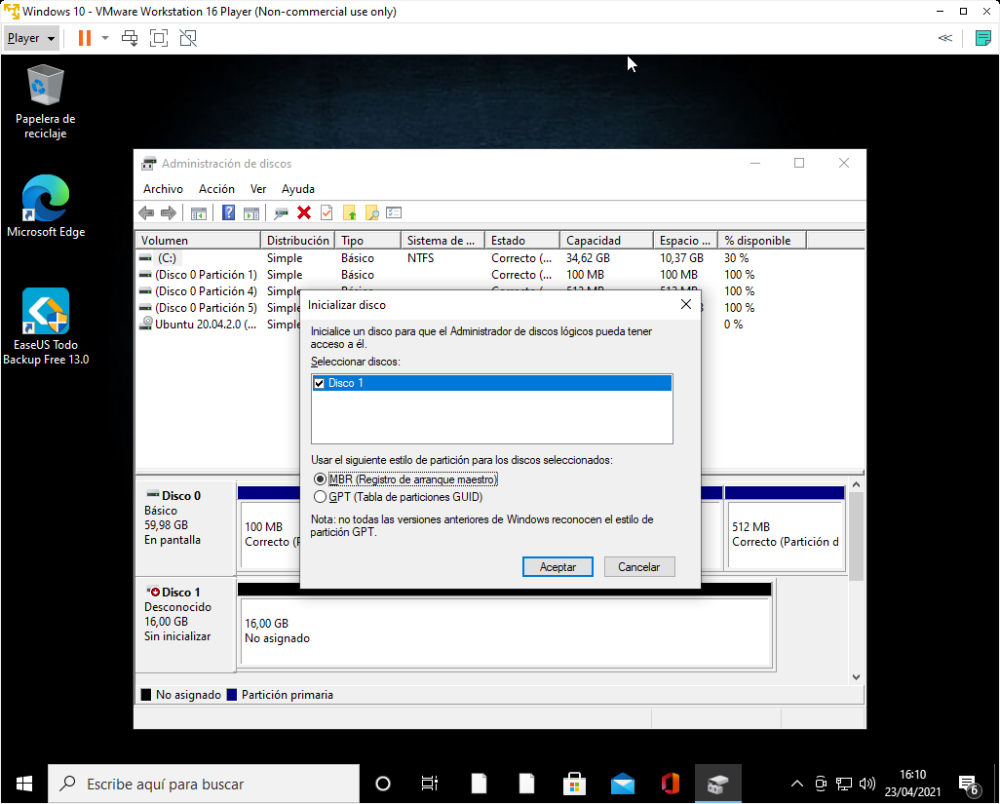 Windows 10 - VMware Workstation 16 Player (Non-commercial use only)
Player
Papelera de
reciclaje
Microsoft Edge
EaseUS Todo
Backup Free 13.0
Administración de discos
Archivo Acción Ver Ayuda
Volumen Distribución Tipo Sistema de ... Estado Capacidad Espacio ... % disponible
(C:) Simple Básico NTFS Correcto (... 34,62 GB 10,37 GB 30 %
(Disco 0 Partición 1) Simple Básico Correcto (... 100 MB 100 MB 100 %
(Disco 0 Partición 4) Simple Básico Correcto (... 512 MB 512 MB 100 %
(Disco 0 Partición 5) Simple 100 %
Ubuntu 20.04.2.0 (... Simple 0 %
Inicializar disco
Inicialice un disco para que el Administrador de discos lógicos pueda tener
acceso a él.
Seleccionar discos:
Disco 1
Usar el siguiente estilo de partición para los discos seleccionados:
MBR (Registro de arranque maestro)
GPT (Tabla de particiones GUID)
Nota: no todas las versiones anteriores de Windows reconocen el estilo de
partición GPT.
Aceptar Cancelar
Disco 0
Básico
59,98 GB
En pantalla
100 MB
Correcto (P
512 MB
Correcto (Partición d
Disco 1
Desconocido
16,00 GB
Sin inicializar
16,00 GB
No asignado
No asignado Partición primaria
Escribe aquí para buscar
16:10
23/04/2021
6